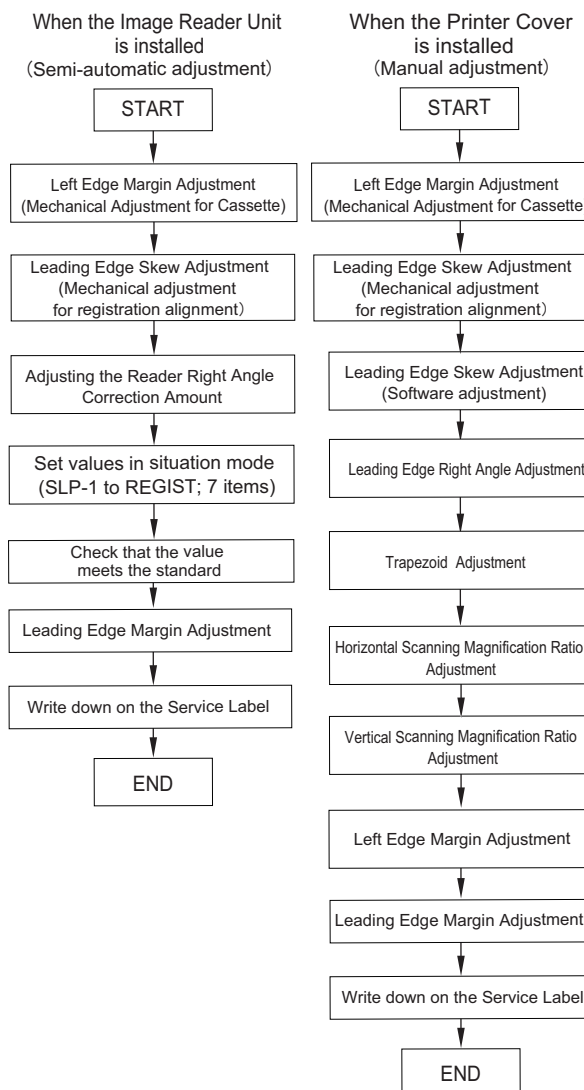 When the Image Reader Unit
is installed
(Semi-automatic adjustment)
START
Left Edge Margin Adjustment
(Mechanical Adjustment for Cassette)
Leading Edge Skew Adjustment
(Mechanical adjustment
for registration alignment)
Adjusting the Reader Right Angle
Correction Amount
Set values in situation mode
(SLP-1 to REGIST; 7 items)
Check that the value
meets the standard
Leading Edge Margin Adjustment
Write down on the Service Label
END
When the Printer Cover
is installed
(Manual adjustment)
START
Left Edge Margin Adjustment
(Mechanical Adjustment for Cassette
Leading Edge Skew Adjustment
(Mechanical adjustment
for registration alignment)
Leading Edge Skew Adjustment
(Software adjustment)
Leading Edge Right Angle Adjustment
Trapezoid Adjustment
Horizontal Scanning Magnification Ratio
Adjustment
Vertical Scanning Magnification Ratio
Adjustment
Left Edge Margin Adjustment
Leading Edge Margin Adjustment
Write down on the Service Label
END